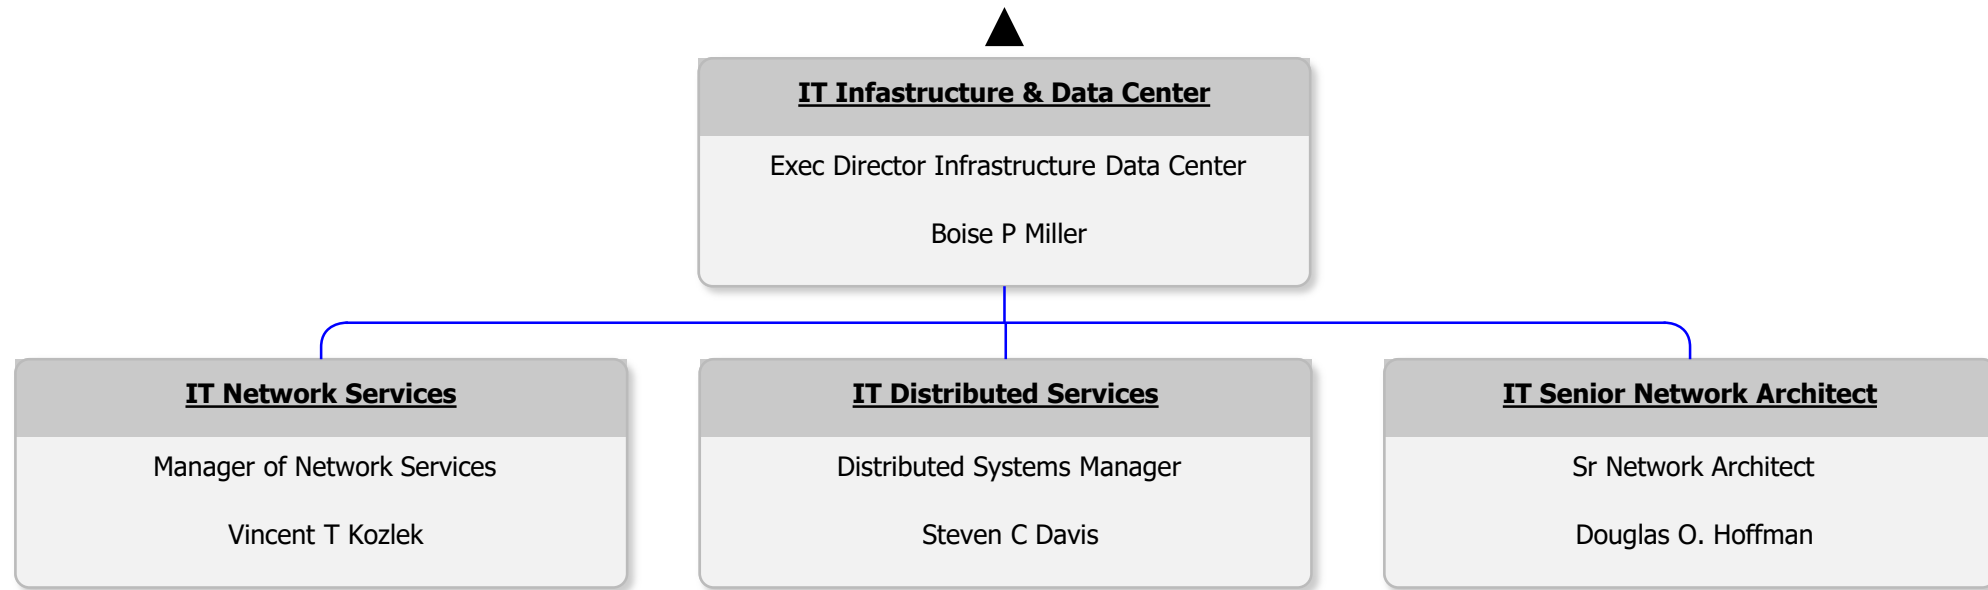 IT Infastructure & Data Center
Exec Director Infrastructure Data Center
Boise P Miller
IT Network Services
Manager of Network Services
Vincent T Kozlek
IT Distributed Services
Distributed Systems Manager
Steven C Davis
IT Senior Network Architect
Sr Network Architect
Douglas O. Hoffman